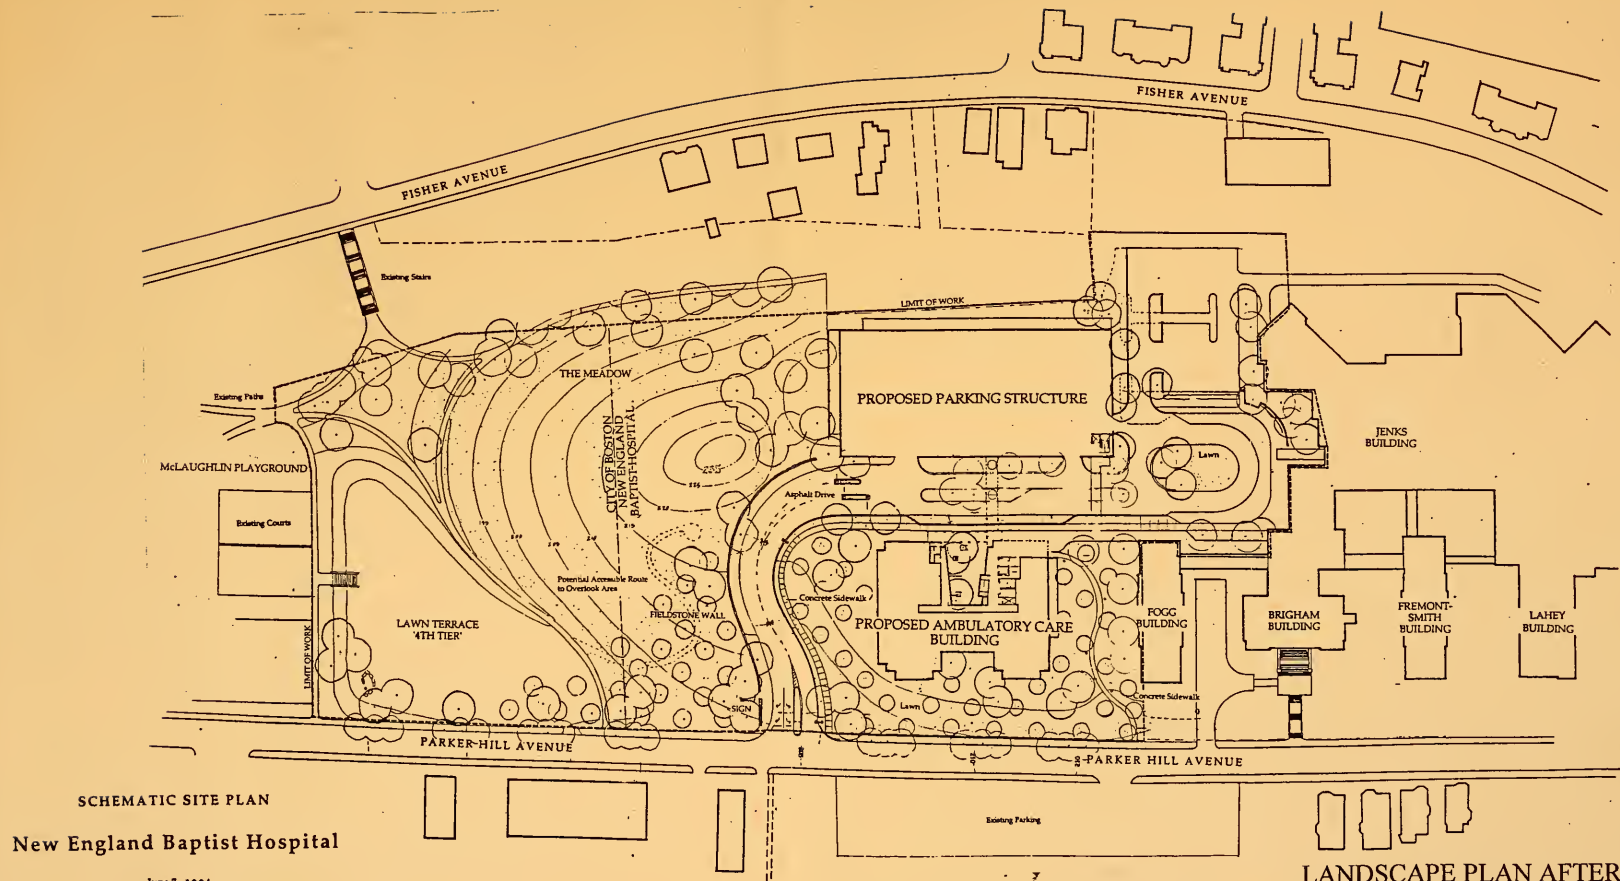 FISHER AVENUE
FISHER AVENUE
Existing Stairs
LIMIT OF WORK
THE MEADOW
Existing Paths
PROPOSED PARKING STRUCTURE
JENKS
BUILDING
CITY OF BOSTON
NEW ENGLAND
BAPTIST HOSPITAL
235
Lawn
McLAUGHLIN PLAYGROUND
Asphalt Drive
Existing Courts
Potential Accessible Route
to Overlook Area
Concrete Sidewalk
FIELDSTONE WALL
PROPOSED AMBULATORY CARE
BUILDING
FOGG
BUILDING
BRIGHAM
BUILDING
FREMONT-
SMITH
BUILDING
LAHEY
BUILDING
LAWN TERRACE
'4TH TIER'
LIMIT OF WORK
SIGN
Lawn
Concrete Sidewalk
PARKER HILL AVENUE
PARKER HILL AVENUE
SCHEMATIC SITE PLAN
New England Baptist Hospital
Existing Parking
LANDSCAPE PLAN AFTER